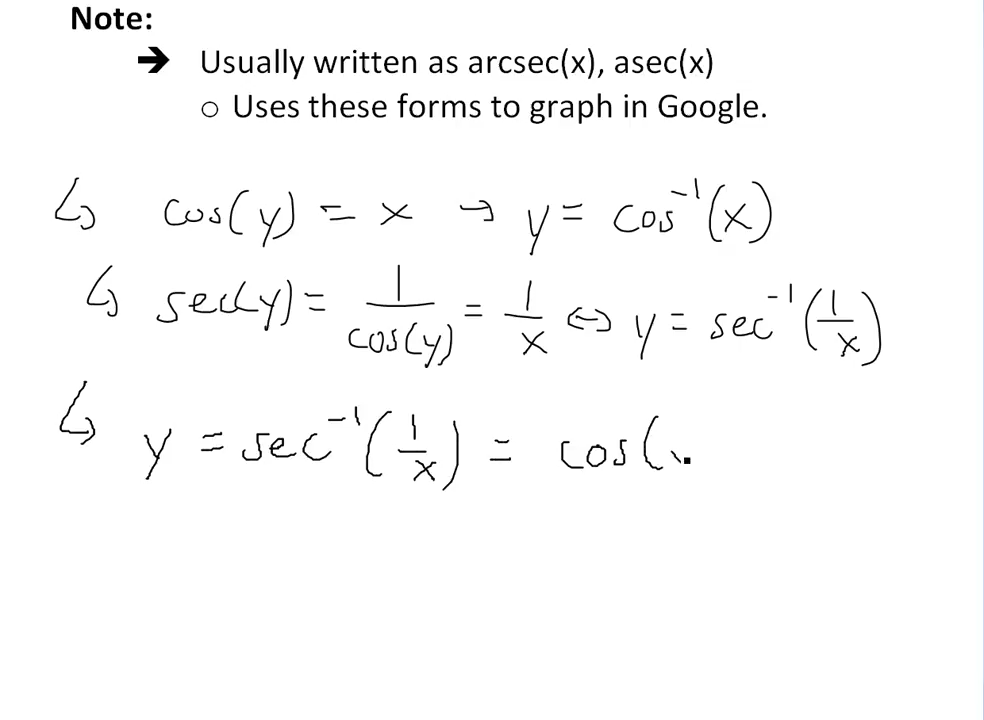 Note:
➔ Usually written as arcsec(x), asec(x)
o Uses these forms to graph in Google.
↳ cos(y) = x → y = cos⁻¹(x)
↳ sec(y) = 1/cos(y) = 1/x ↔ y = sec⁻¹(1/x)
↳ y = sec⁻¹(1/x) = cos(